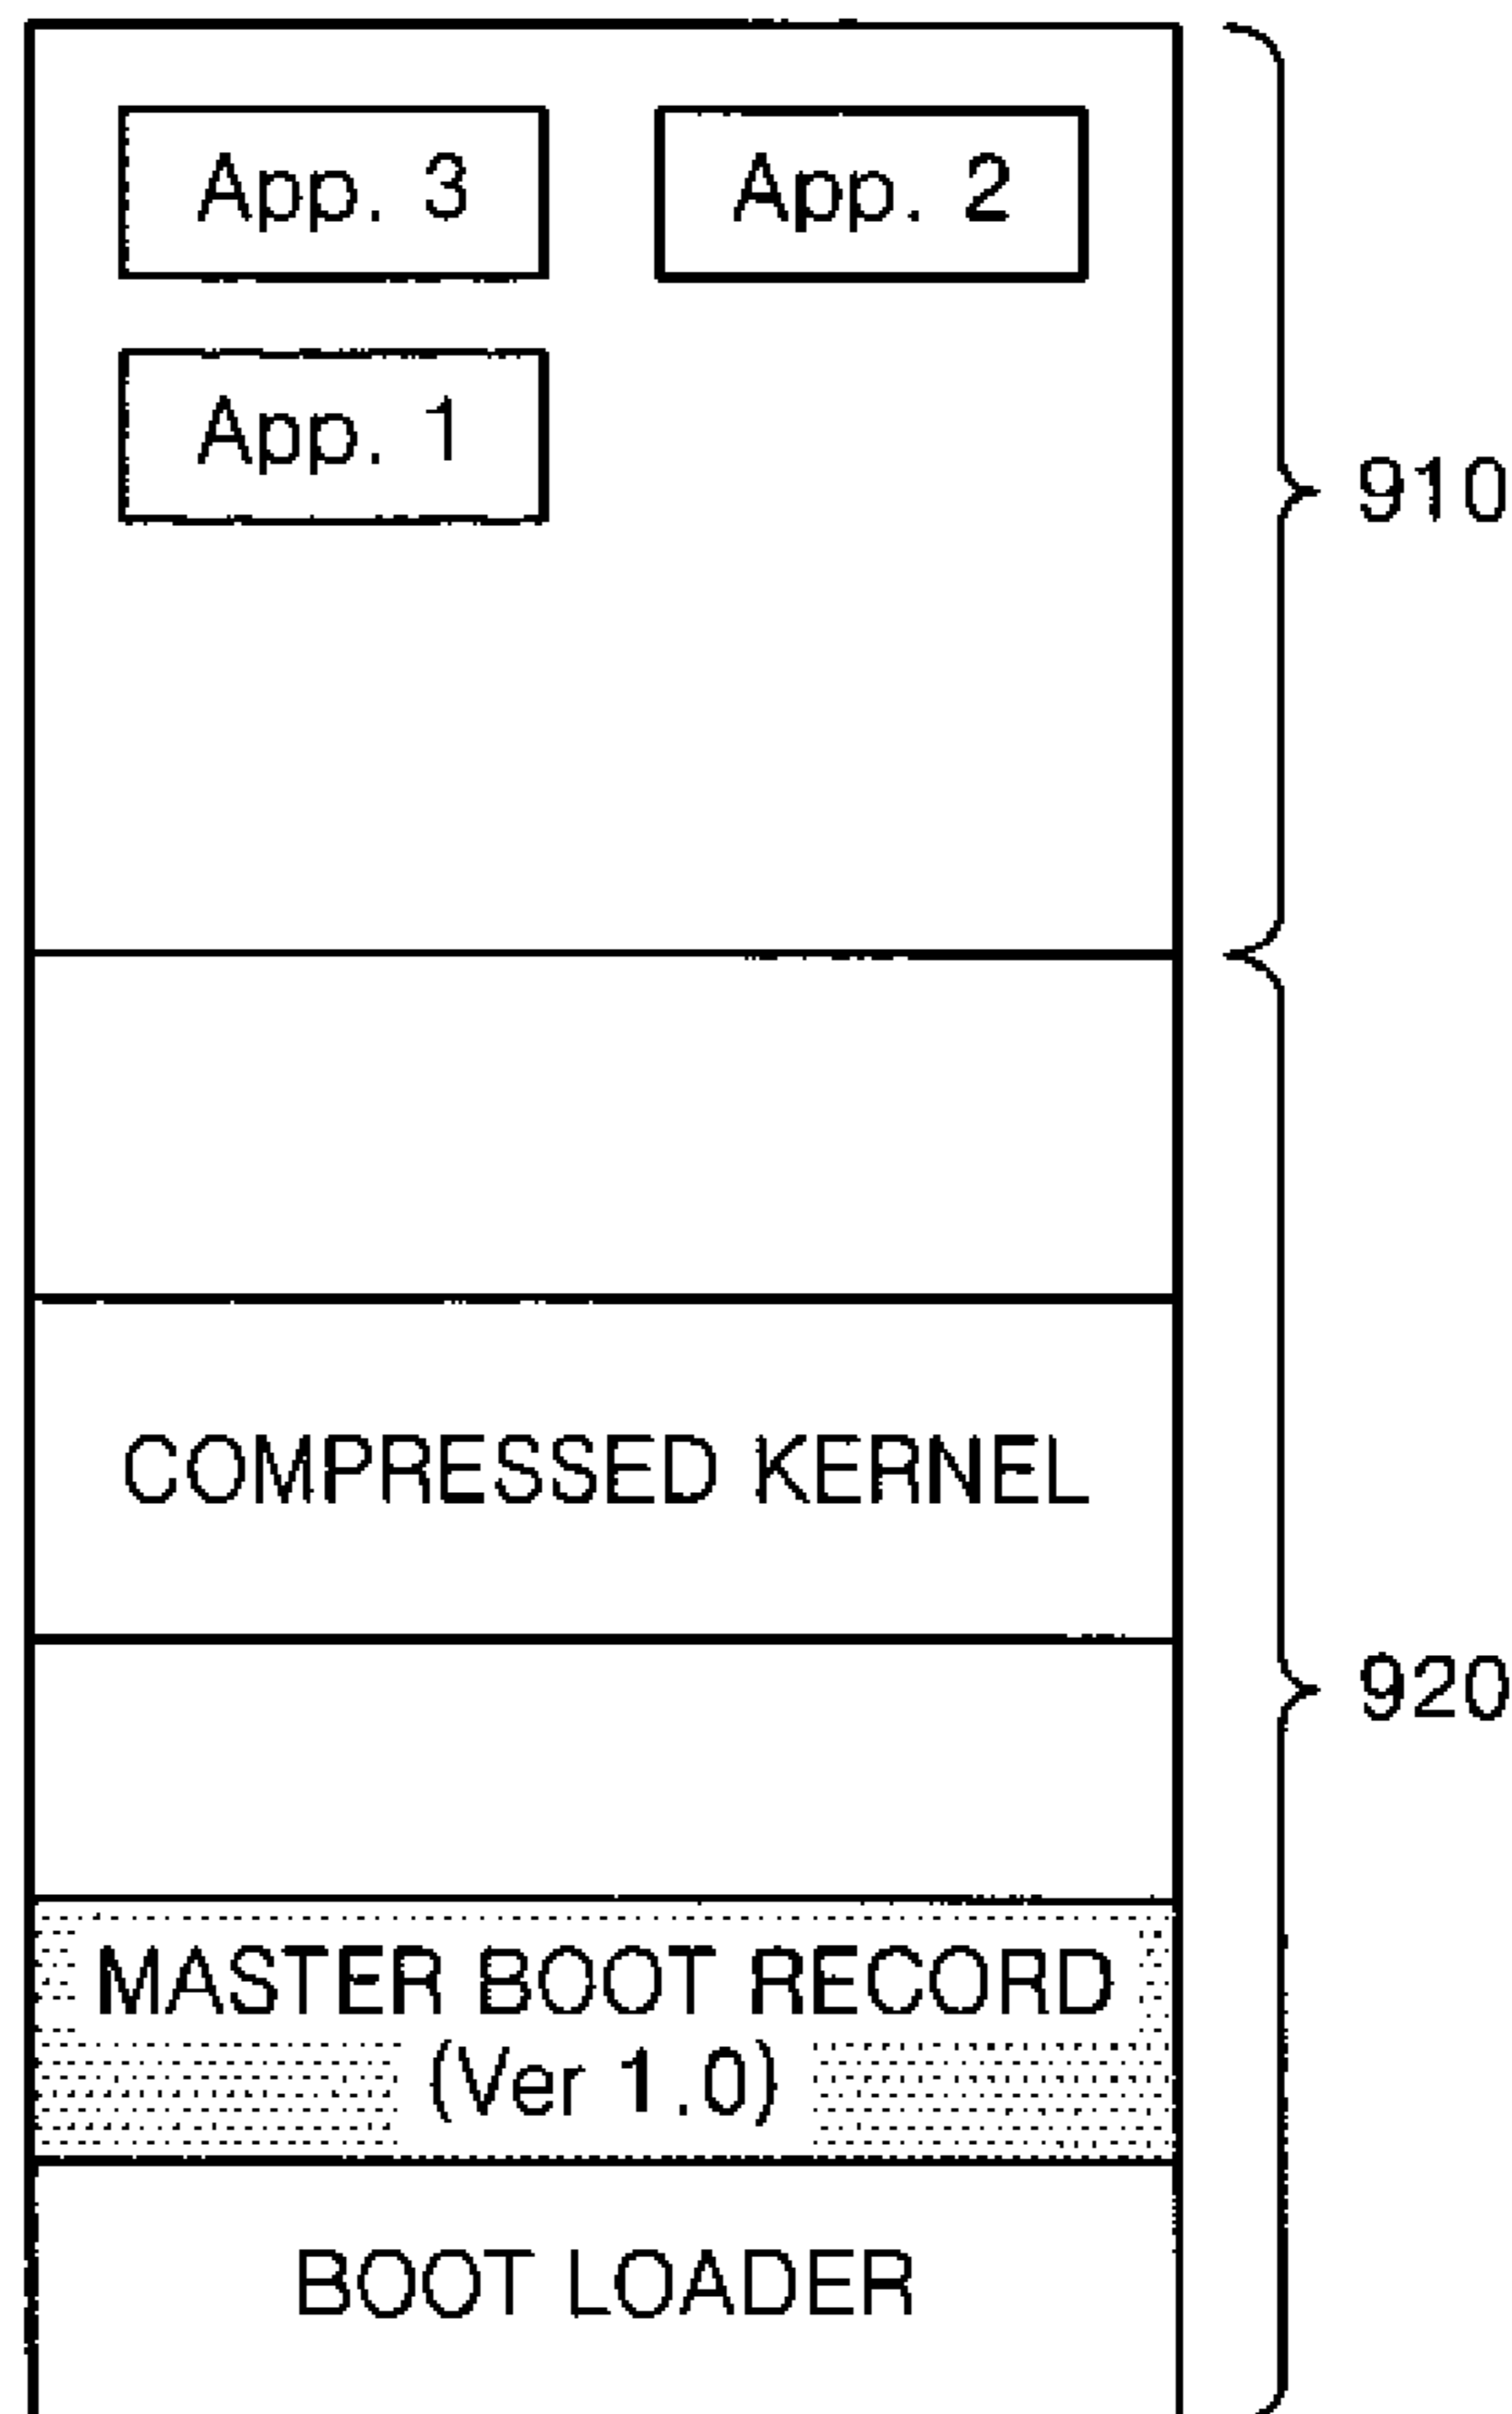 App. 3
App. 2
App. 1
910
COMPRESSED KERNEL
920
MASTER BOOT RECORD
(Ver 1.0)
BOOT LOADER